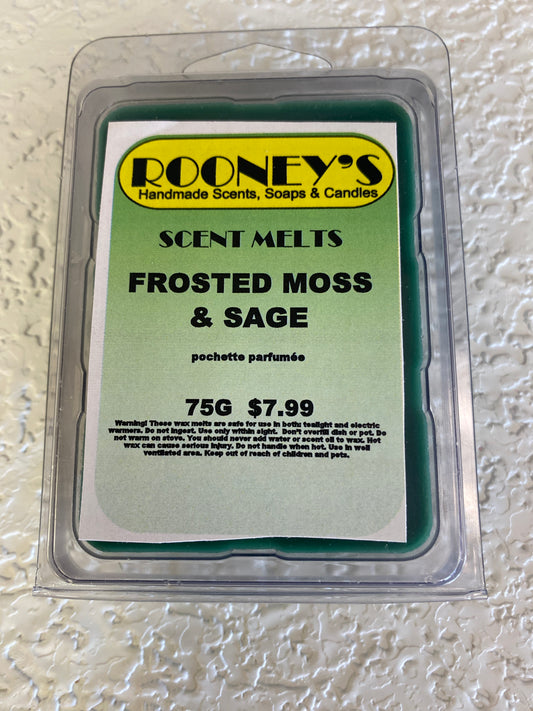 ROONEY'S
Handmade Scents, Soaps & Candles
SCENT MELTS
FROSTED MOSS
& SAGE
pochette parfumée
75G $7.99
Warning! These wax melts are safe for use in both: tealight and electric
warmers. Do not ingest. Use only within sight. Don't overfill dish or pot. Do
not warm on stove. You should never add water or scent oil to wax. Hot
wax can cause serious injury. Do not handle when hot. Use in well
ventilated area. Keep out of reach of children and pets.